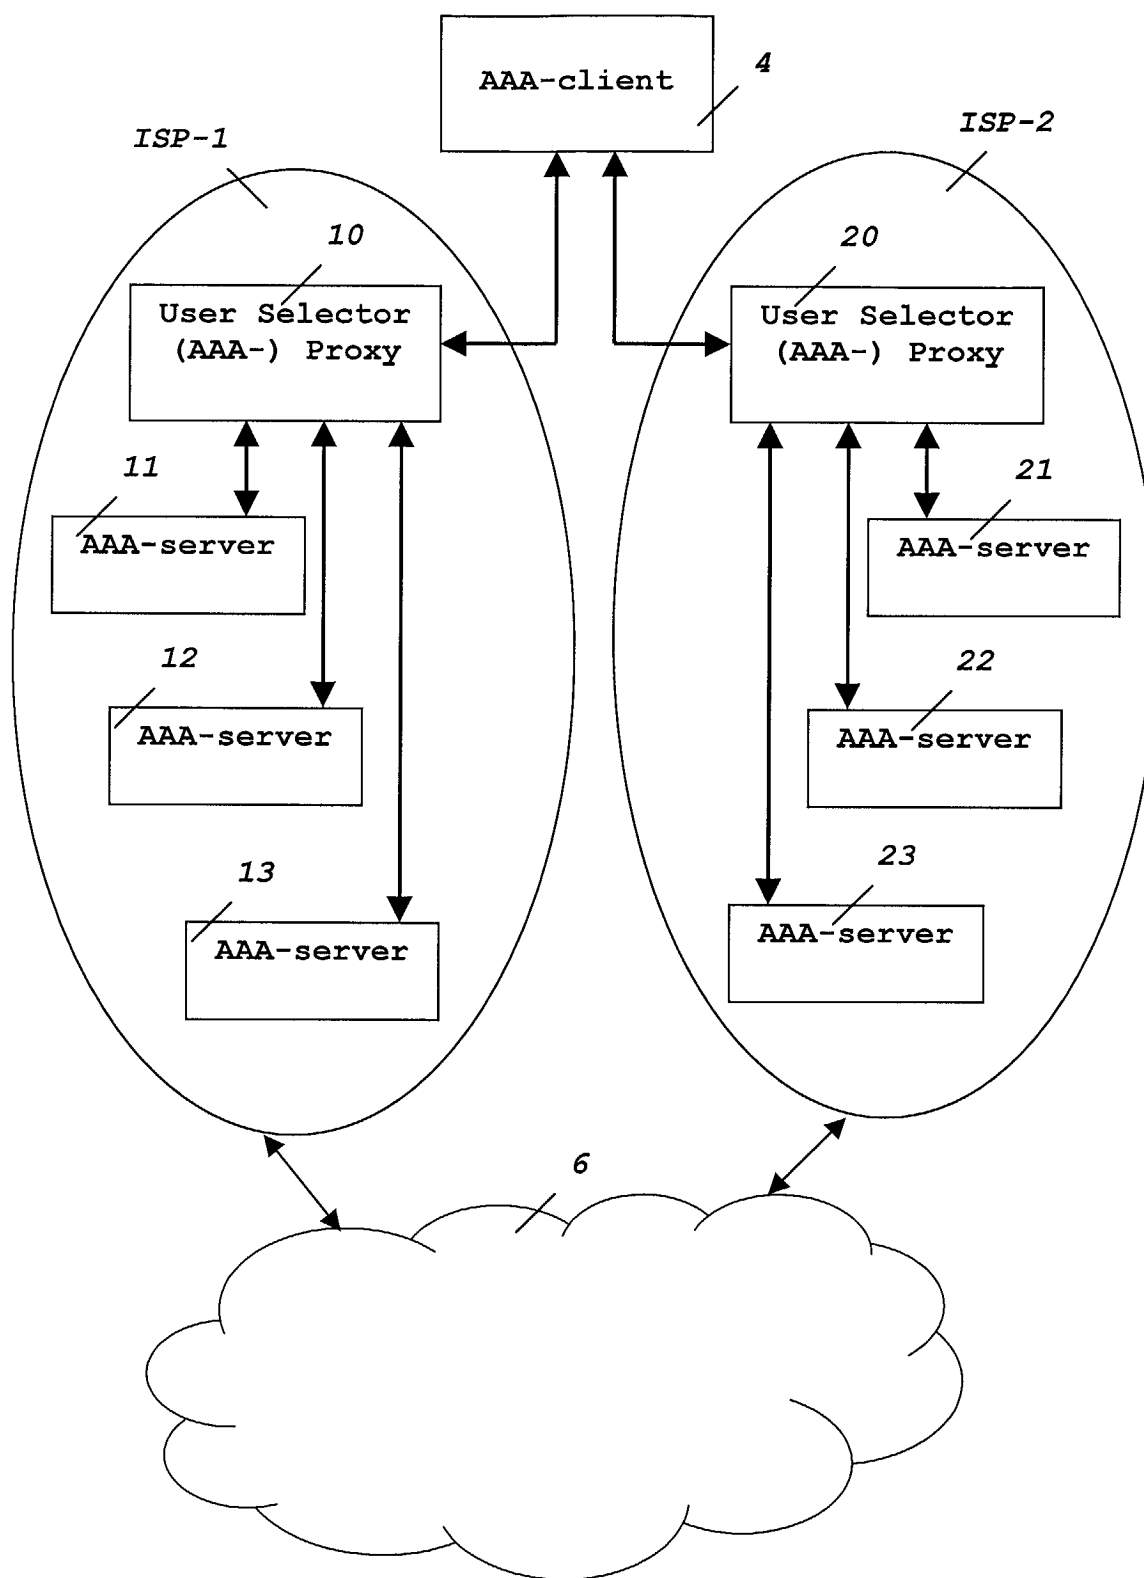 AAA-client
4
ISP-1
ISP-2
10
User Selector
(AAA-) Proxy
20
User Selector
(AAA-) Proxy
11
AAA-server
21
AAA-server
12
AAA-server
22
AAA-server
13
AAA-server
23
AAA-server
6